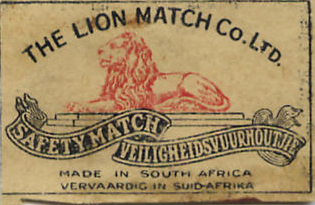 THE LION MATCH Co. LTD.
SAFETY MATCH
VEILIGHEIDSVUURHOUTJIE
MADE IN SOUTH AFRICA
VERVAARDIG IN SUID-AFRIKA